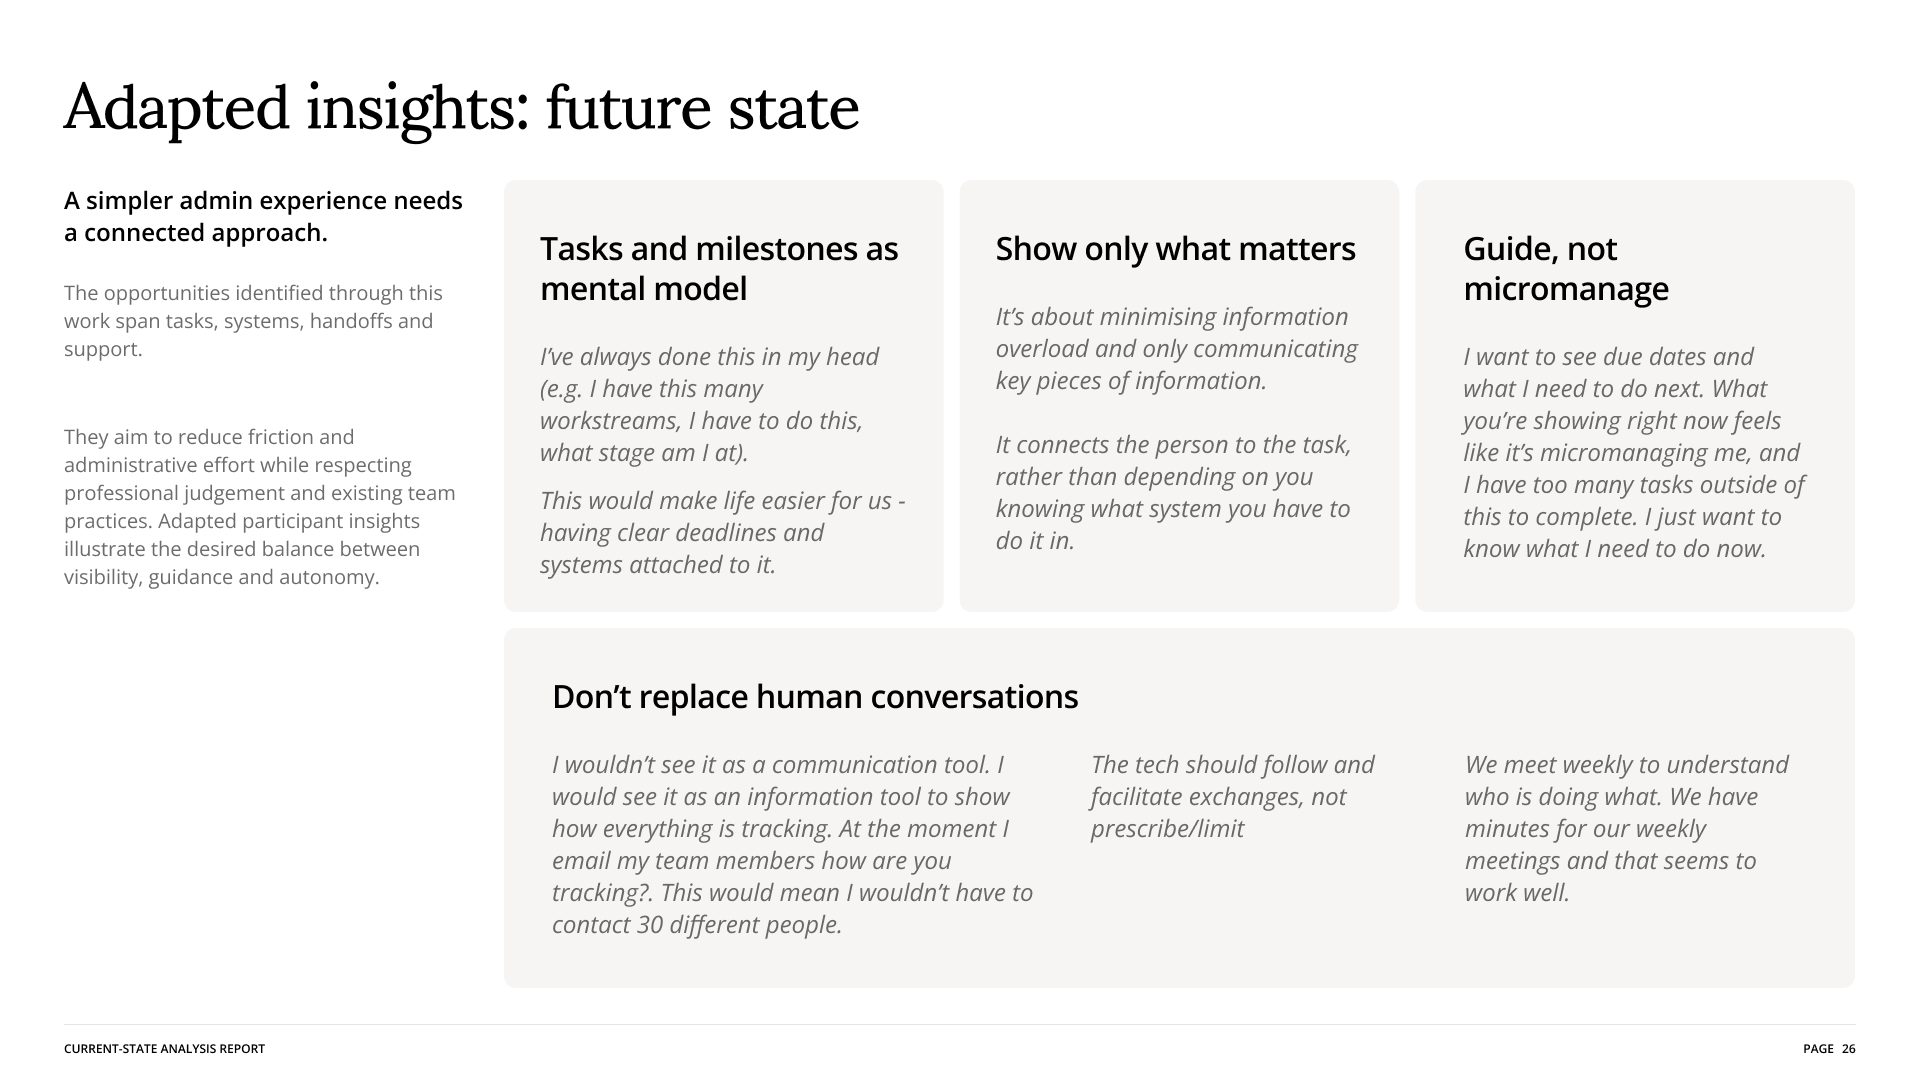 Adapted insights: future state
A simpler admin experience needs
a connected approach.
The opportunities identified through this
work span tasks, systems, handoffs and
support.
They aim to reduce friction and
administrative effort while respecting
professional judgement and existing team
practices. Adapted participant insights
illustrate the desired balance between
visibility, guidance and autonomy.
Tasks and milestones as
mental model
I’ve always done this in my head
(e.g. I have this many
workstreams, I have to do this,
what stage am I at).
This would make life easier for us -
having clear deadlines and
systems attached to it.
Show only what matters
It’s about minimising information
overload and only communicating
key pieces of information.
It connects the person to the task,
rather than depending on you
knowing what system you have to
do it in.
Guide, not
micromanage
I want to see due dates and
what I need to do next. What
you’re showing right now feels
like it’s micromanaging me, and
I have too many tasks outside of
this to complete. I just want to
know what I need to do now.
Don’t replace human conversations
I wouldn’t see it as a communication tool. I
would see it as an information tool to show
how everything is tracking. At the moment I
email my team members how are you
tracking?. This would mean I wouldn’t have to
contact 30 different people.
The tech should follow and
facilitate exchanges, not
prescribe/limit
We meet weekly to understand
who is doing what. We have
minutes for our weekly
meetings and that seems to
work well.
CURRENT-STATE ANALYSIS REPORT
PAGE 26